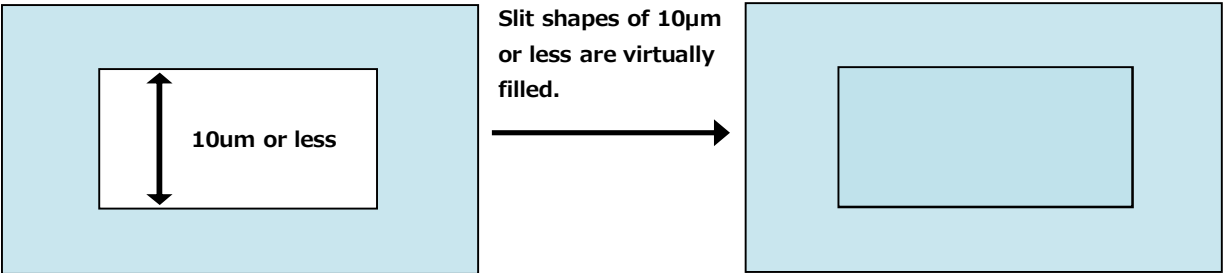 Slit shapes of 10µm
or less are virtually
filled.
10um or less